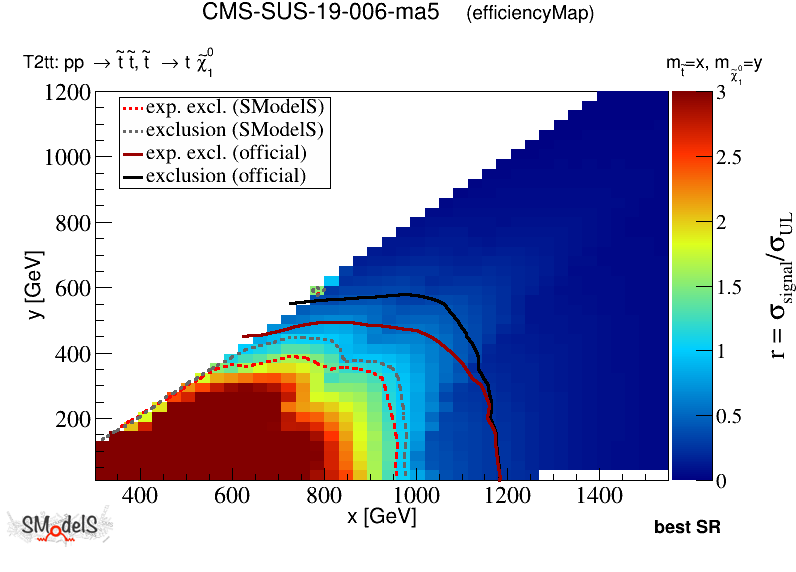 CMS-SUS-19-006-ma5 (efficiencyMap)
T2tt: pp → t̃ t̃, t̃ → t χ̃₁⁰
m_t̃=x, m_χ̃₁⁰=y
exp. excl. (SModelS)
exclusion (SModelS)
exp. excl. (official)
exclusion (official)
1200
1000
800
600
400
200
y [GeV]
400 600 800 1000 1200 1400
x [GeV]
3
2.5
2
1.5
1
0.5
0
r = σ_signal/σ_UL
SModelS
best SR